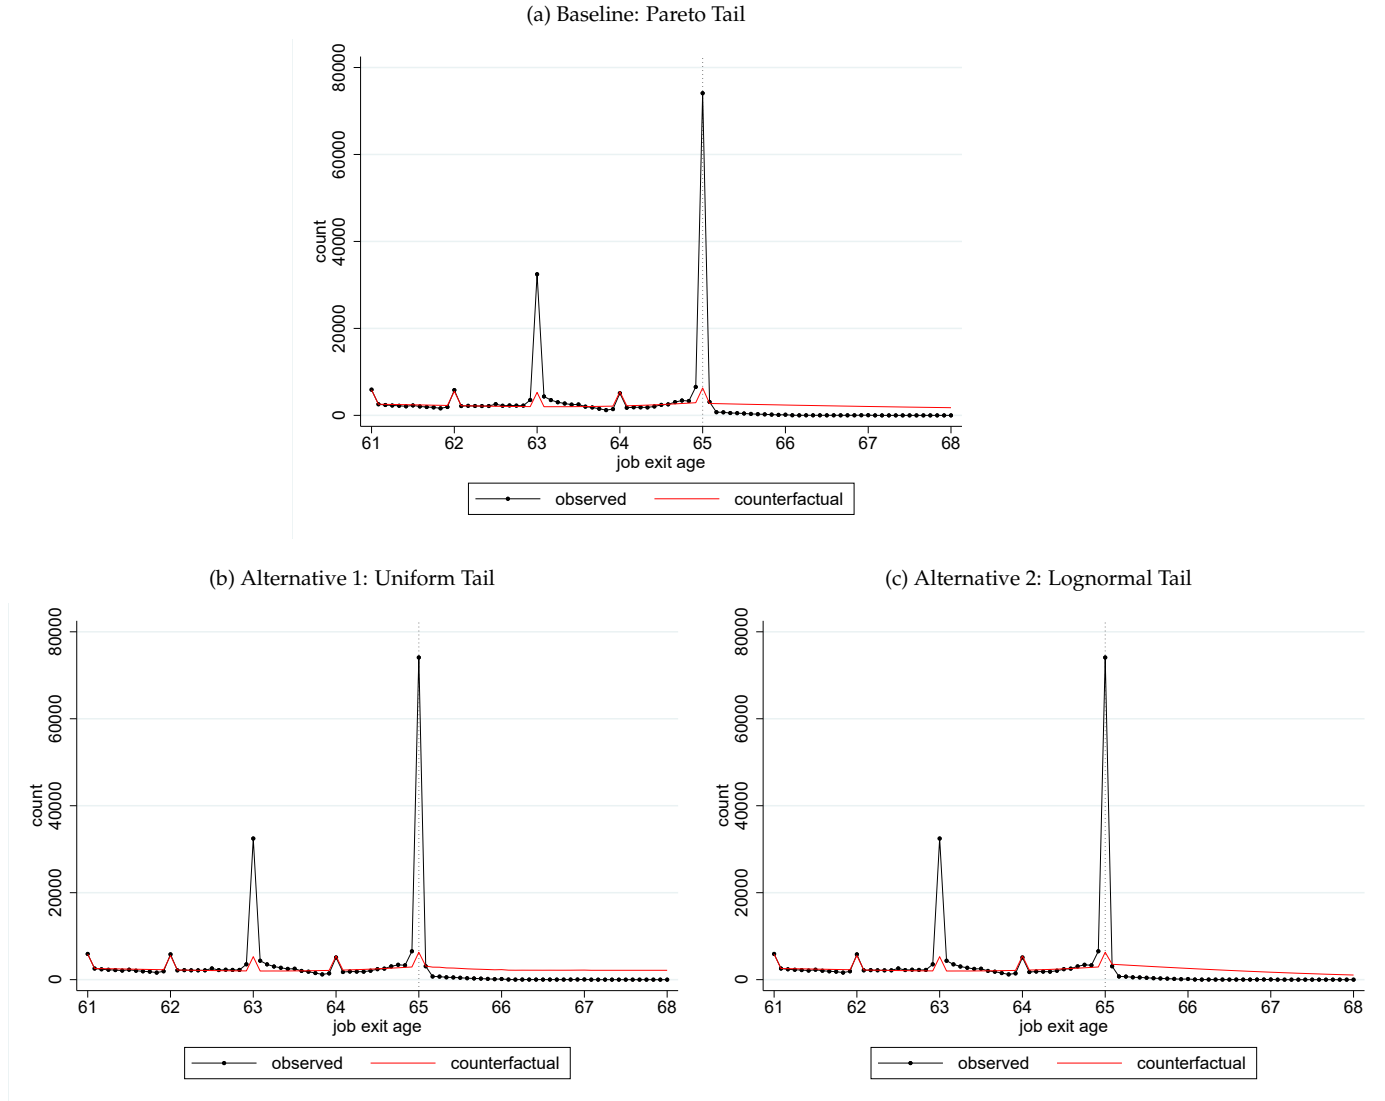 (a) Baseline: Pareto Tail
80000
60000
40000
20000
0
count
61 62 63 64 65 66 67 68
job exit age
observed counterfactual
(b) Alternative 1: Uniform Tail
80000
60000
40000
20000
0
count
61 62 63 64 65 66 67 68
job exit age
observed counterfactual
(c) Alternative 2: Lognormal Tail
80000
60000
40000
20000
0
count
61 62 63 64 65 66 67 68
job exit age
observed counterfactual